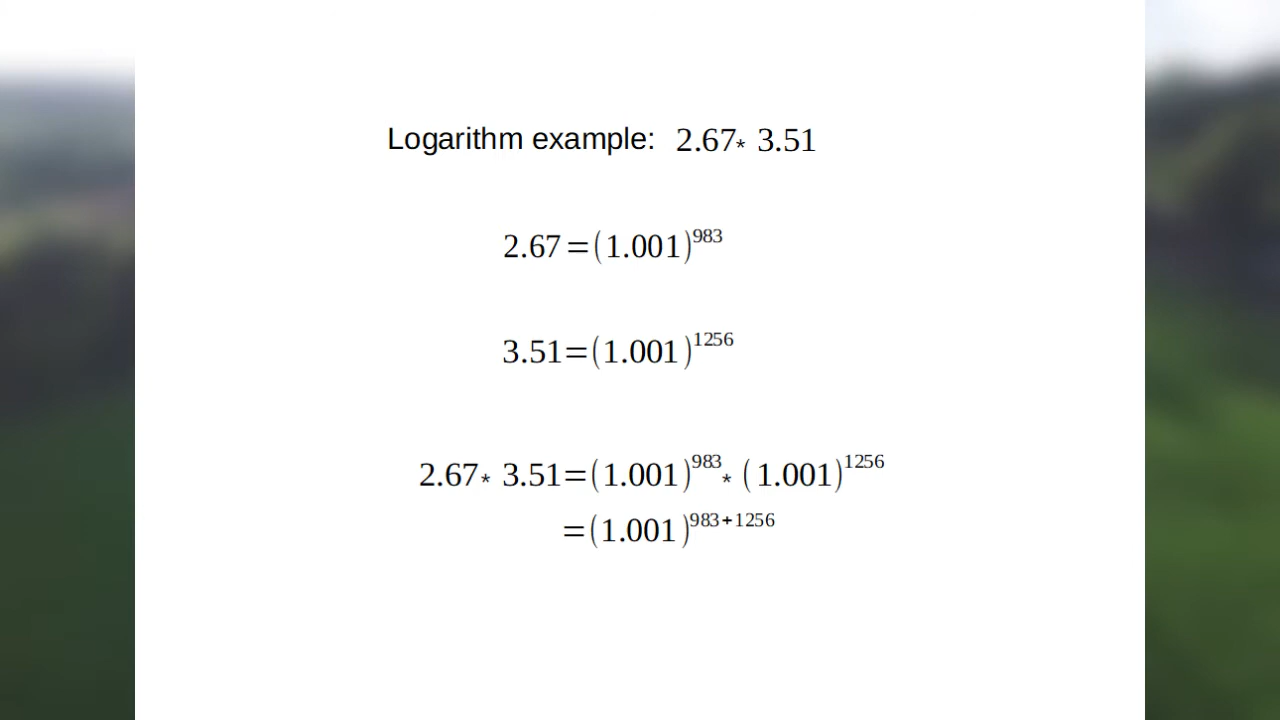 Logarithm example: 2.67* 3.51
2.67=(1.001)^983
3.51=(1.001)^1256
2.67* 3.51=(1.001)^983 * (1.001)^1256
=(1.001)^983+1256